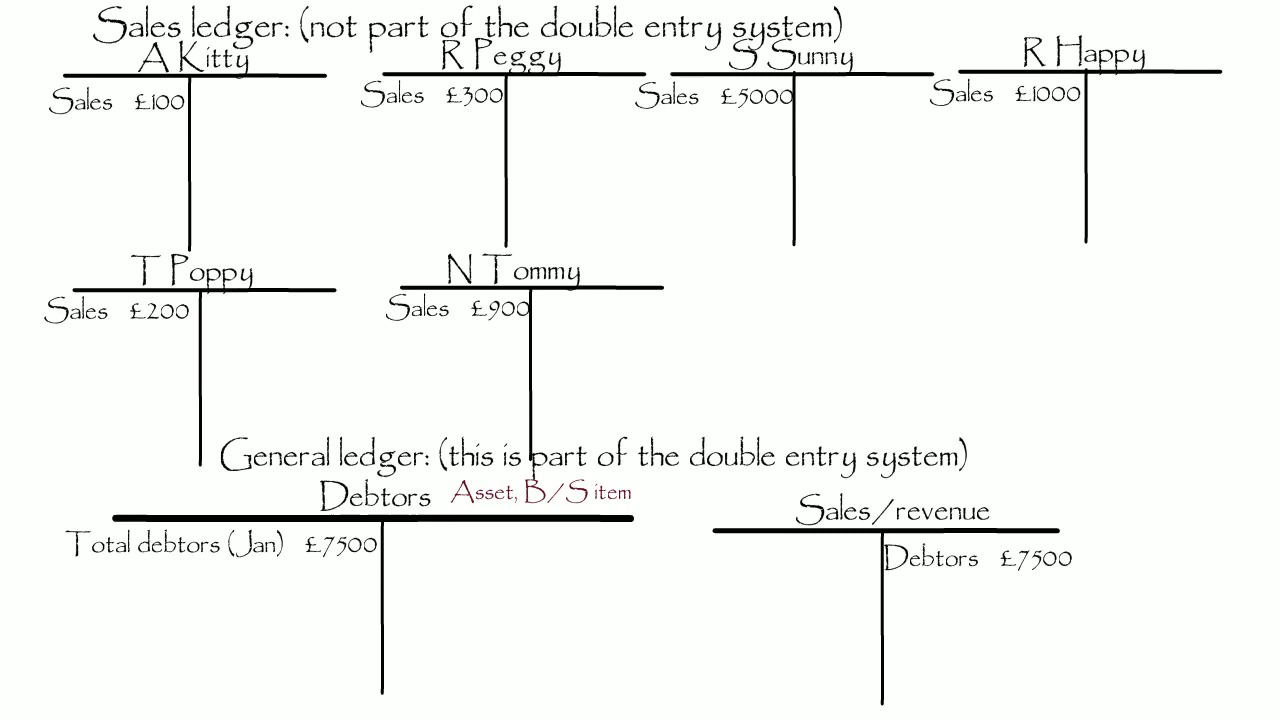 Sales ledger: (not part of the double entry system)
A Kitty
R Peggy
S Sunny
R Happy
Sales £100
Sales £300
Sales £5000
Sales £1000
T Poppy
N Tommy
Sales £200
Sales £900
General ledger: (this is part of the double entry system)
Debtors Asset, B/S item
Sales/revenue
Total debtors (Jan) £7500
Debtors £7500